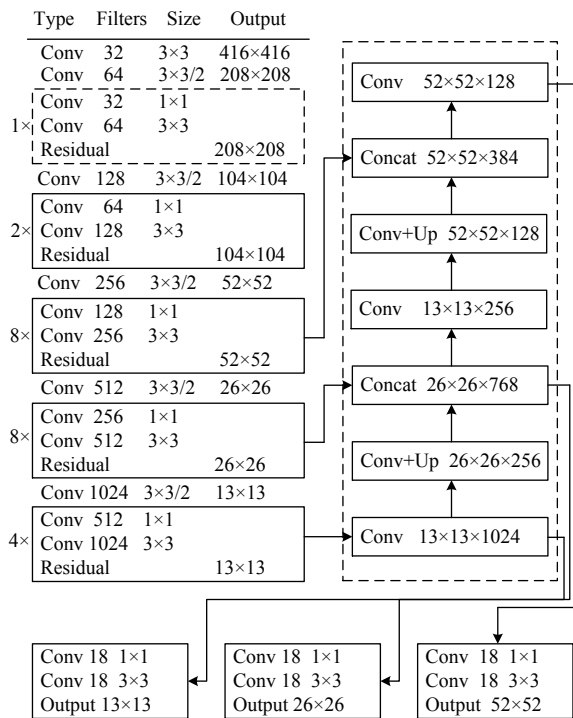 Type Filters Size Output
Conv 32 3×3 416×416
Conv 64 3×3/2 208×208
1×
Conv 32 1×1
Conv 64 3×3
Residual 208×208
Conv 128 3×3/2 104×104
2×
Conv 64 1×1
Conv 128 3×3
Residual 104×104
Conv 256 3×3/2 52×52
8×
Conv 128 1×1
Conv 256 3×3
Residual 52×52
Conv 512 3×3/2 26×26
8×
Conv 256 1×1
Conv 512 3×3
Residual 26×26
Conv 1024 3×3/2 13×13
4×
Conv 512 1×1
Conv 1024 3×3
Residual 13×13
Conv 52×52×128
Concat 52×52×384
Conv+Up 52×52×128
Conv 13×13×256
Concat 26×26×768
Conv+Up 26×26×256
Conv 13×13×1024
Conv 18 1×1
Conv 18 3×3
Output 13×13
Conv 18 1×1
Conv 18 3×3
Output 26×26
Conv 18 1×1
Conv 18 3×3
Output 52×52